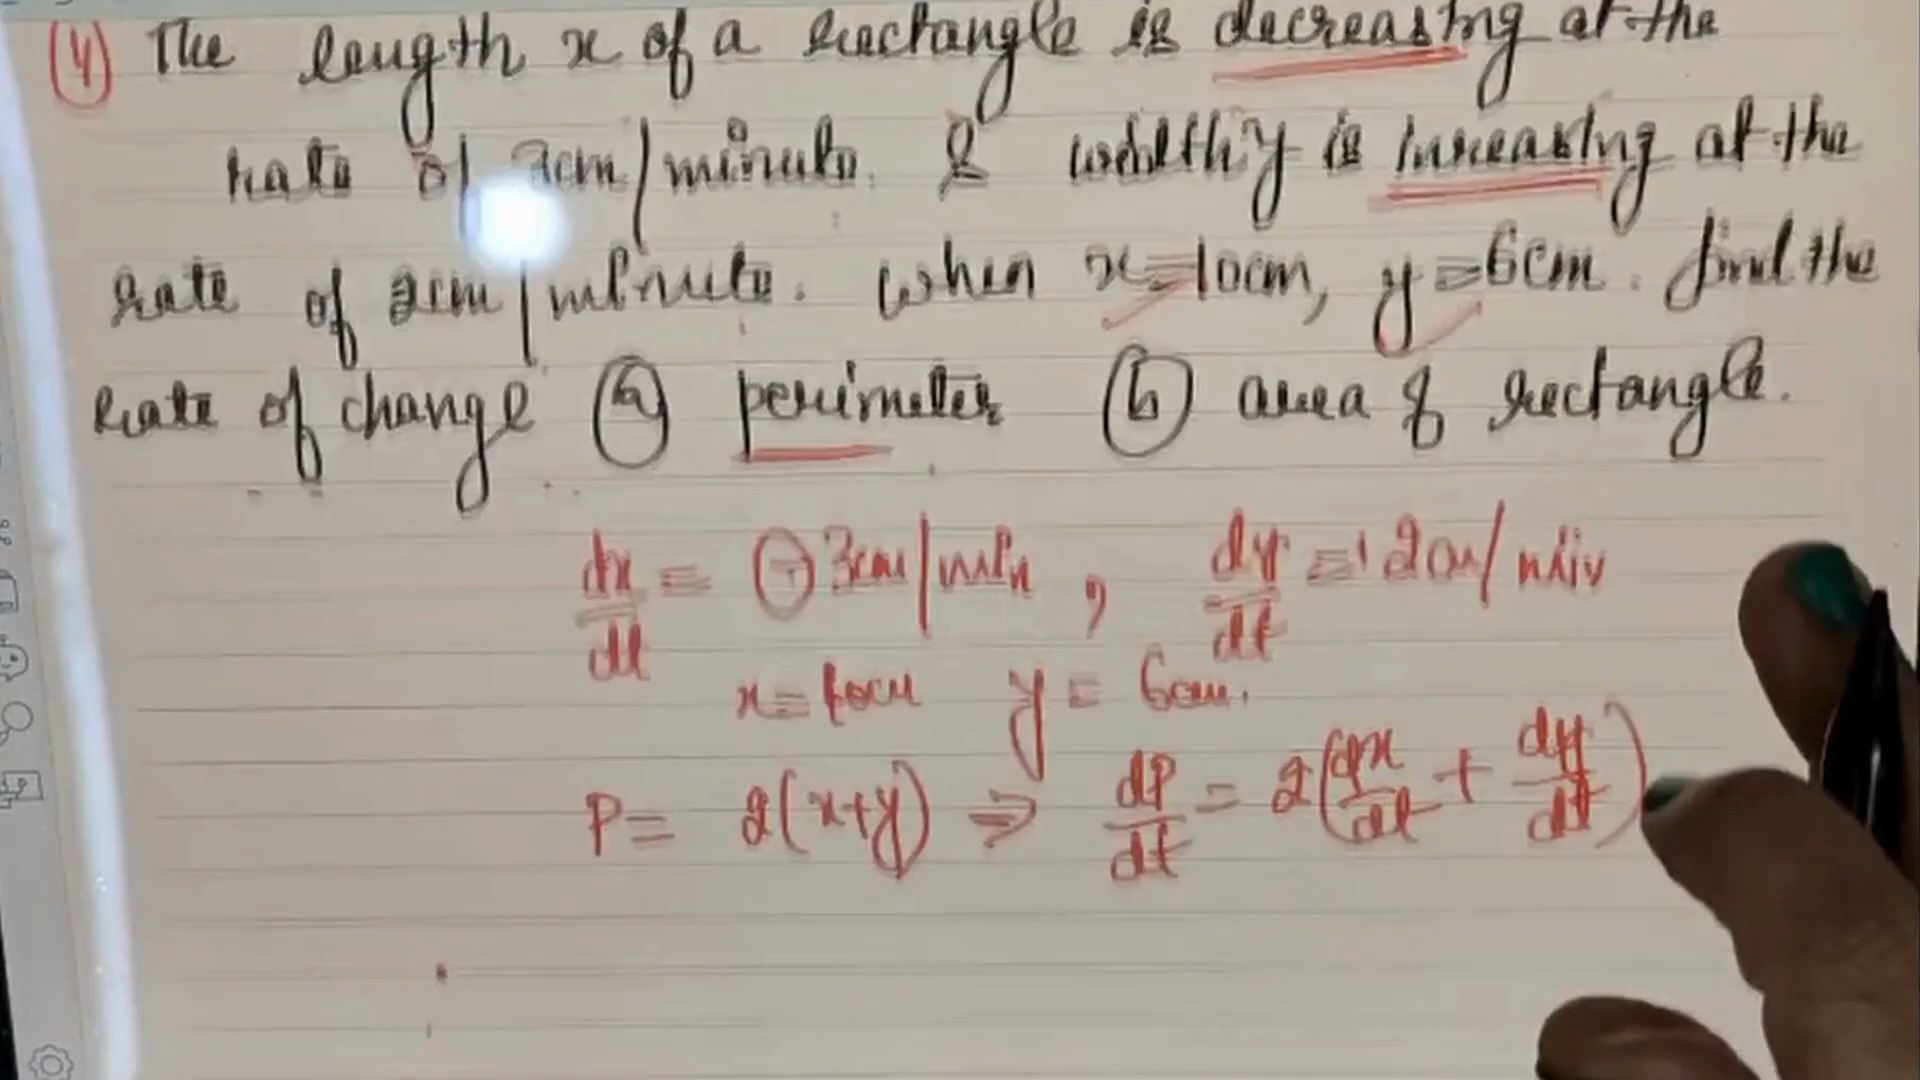 (4) The length x of a rectangle is decreasing at the
rate of 3cm/minute. & width y is increasing at the
rate of 2cm/minute. when x=10cm, y=6cm. find the
Rate of change (a) perimeter (b) area of rectangle.
dx/dt = -3cm/min, dy/dt = 2cm/min
x=10cm y = 6cm.
P= 2(x+y) ⇒ dP/dt = 2(dx/dt + dy/dt)